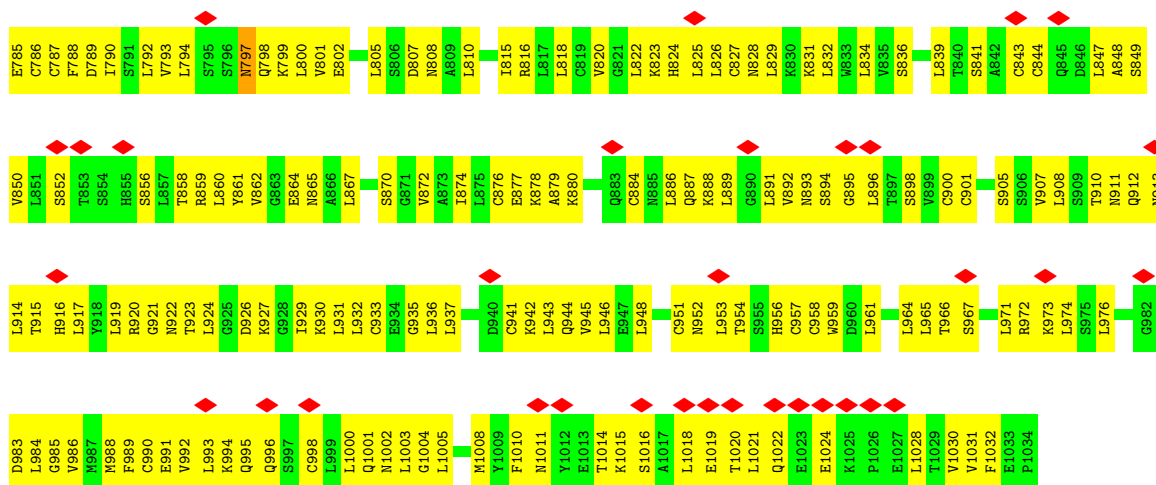 E785 C786 C787 F788 D789 I790 S791 L792 V793 L794 S795 S796 N797 Q798 K799 L800 V801 E802 L805 S806 D807 N808 A809 L810 I815 R816 L817 L818 C819 V820 G821 L822 K823 H824 L825 L826 C827 N828 L829 K830 K831 L832 W833 L834 V835 S836 L839 T840 S841 A842 C843 C844 Q845 D846 L847 A848 S849
V850 L851 S852 T853 S854 H855 S856 L857 T858 R859 L860 Y861 V862 G863 E864 N865 A866 L867 S870 G871 V872 A873 I874 L875 C876 E877 K878 A879 K880 Q883 C884 N885 L886 Q887 K888 L889 G890 L891 V892 N893 S894 G895 L896 T897 S898 V899 C900 C901 S905 S906 V907 L908 S909 T910 N911 Q912 N913
L914 T915 H916 L917 Y918 L919 R920 G921 N922 T923 L924 G925 D926 K927 G928 I929 K930 L931 L932 C933 E934 G935 L936 L937 D940 C941 K942 L943 Q944 V945 L946 E947 L948 C951 N952 L953 T954 S955 H956 C957 C958 W959 D960 L961 L964 L965 T966 S967 L971 R972 K973 L974 S975 L976 G982
D983 L984 G985 V986 M987 M988 F989 C990 E991 V992 L993 K994 Q995 Q996 S997 C998 L999 L1000 Q1001 N1002 L1003 G1004 L1005 M1008 Y1009 F1010 N1011 Y1012 E1013 T1014 K1015 S1016 A1017 L1018 E1019 T1020 L1021 Q1022 E1023 E1024 K1025 P1026 E1027 L1028 T1029 V1030 V1031 F1032 E1033 P1034